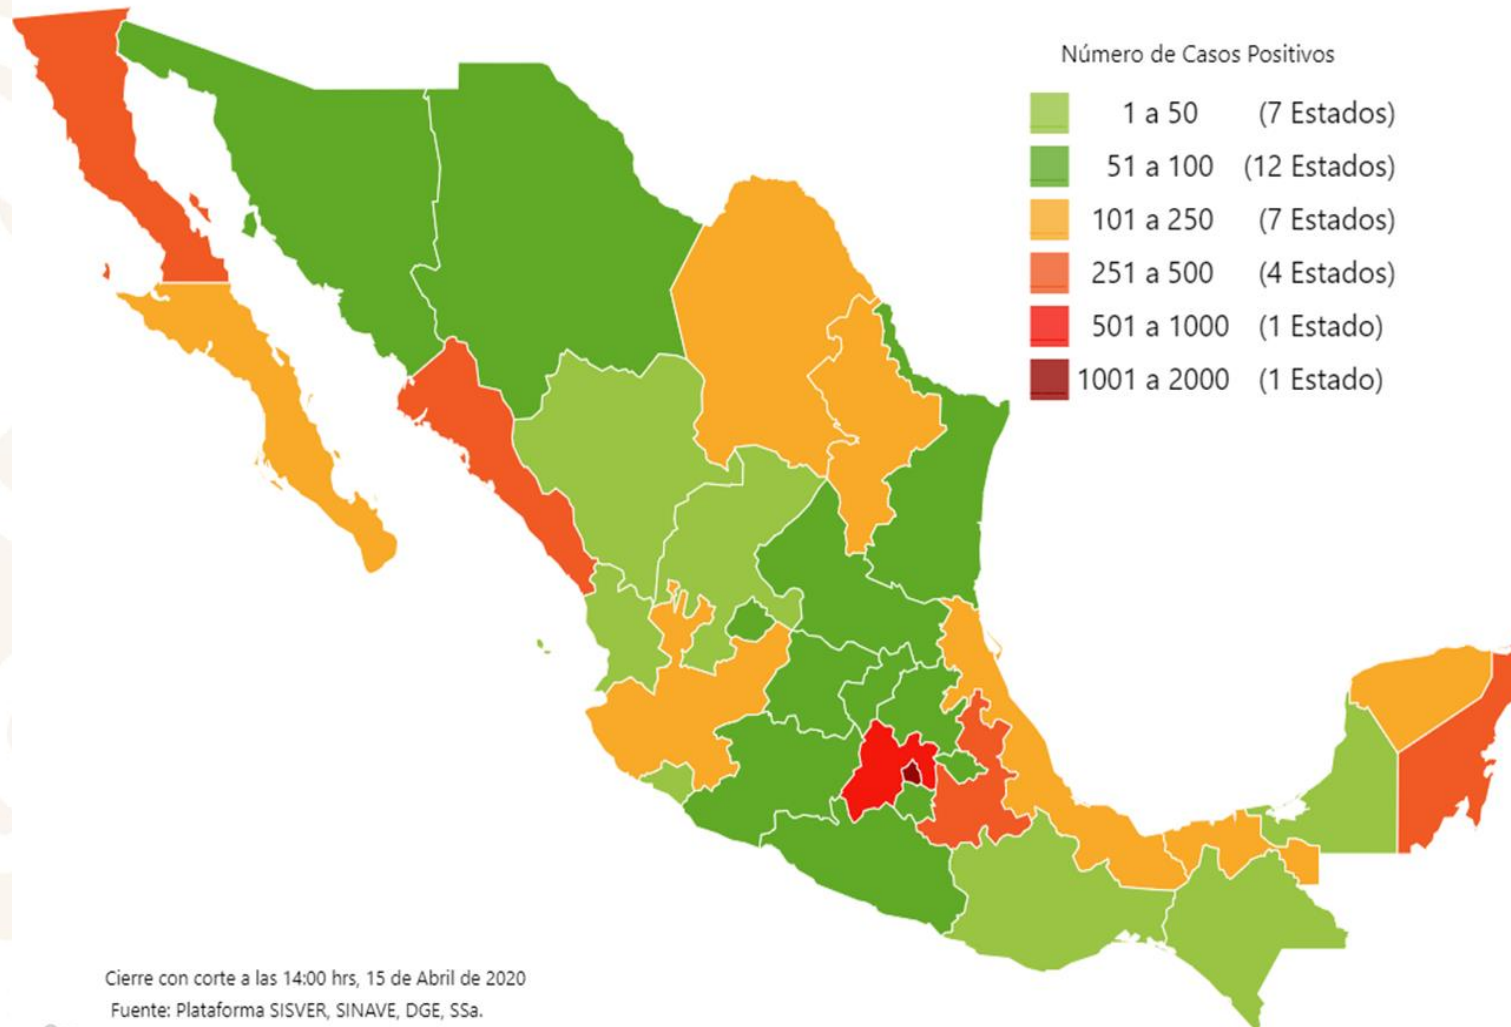 Número de Casos Positivos
1 a 50 (7 Estados)
51 a 100 (12 Estados)
101 a 250 (7 Estados)
251 a 500 (4 Estados)
501 a 1000 (1 Estado)
1001 a 2000 (1 Estado)
Cierre con corte a las 14:00 hrs, 15 de Abril de 2020
Fuente: Plataforma SISVER, SINAVE, DGE, SSa.